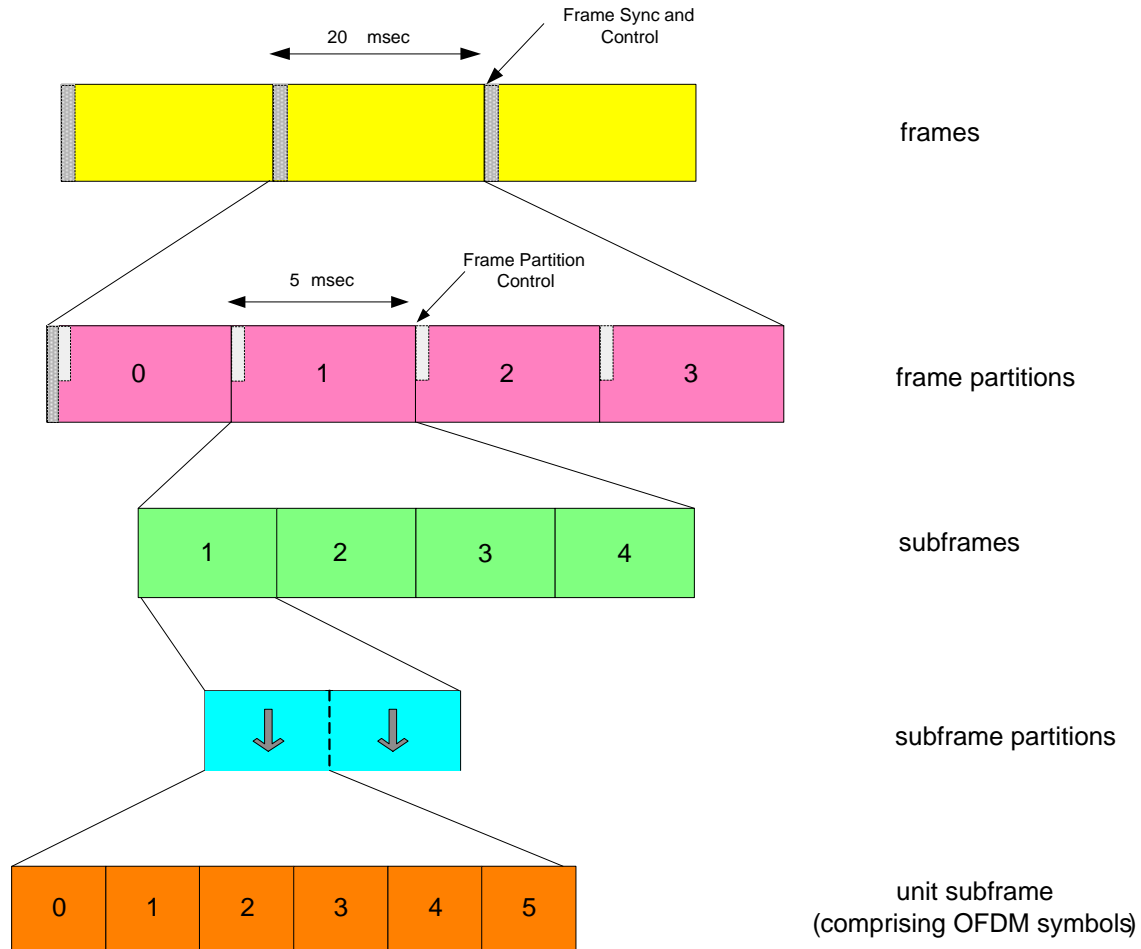 Frame Sync and
Control
20 msec
frames
Frame Partition
Control
5 msec
0 1 2 3
frame partitions
1 2 3 4
subframes
subframe partitions
0 1 2 3 4 5
unit subframe
(comprising OFDM symbols)